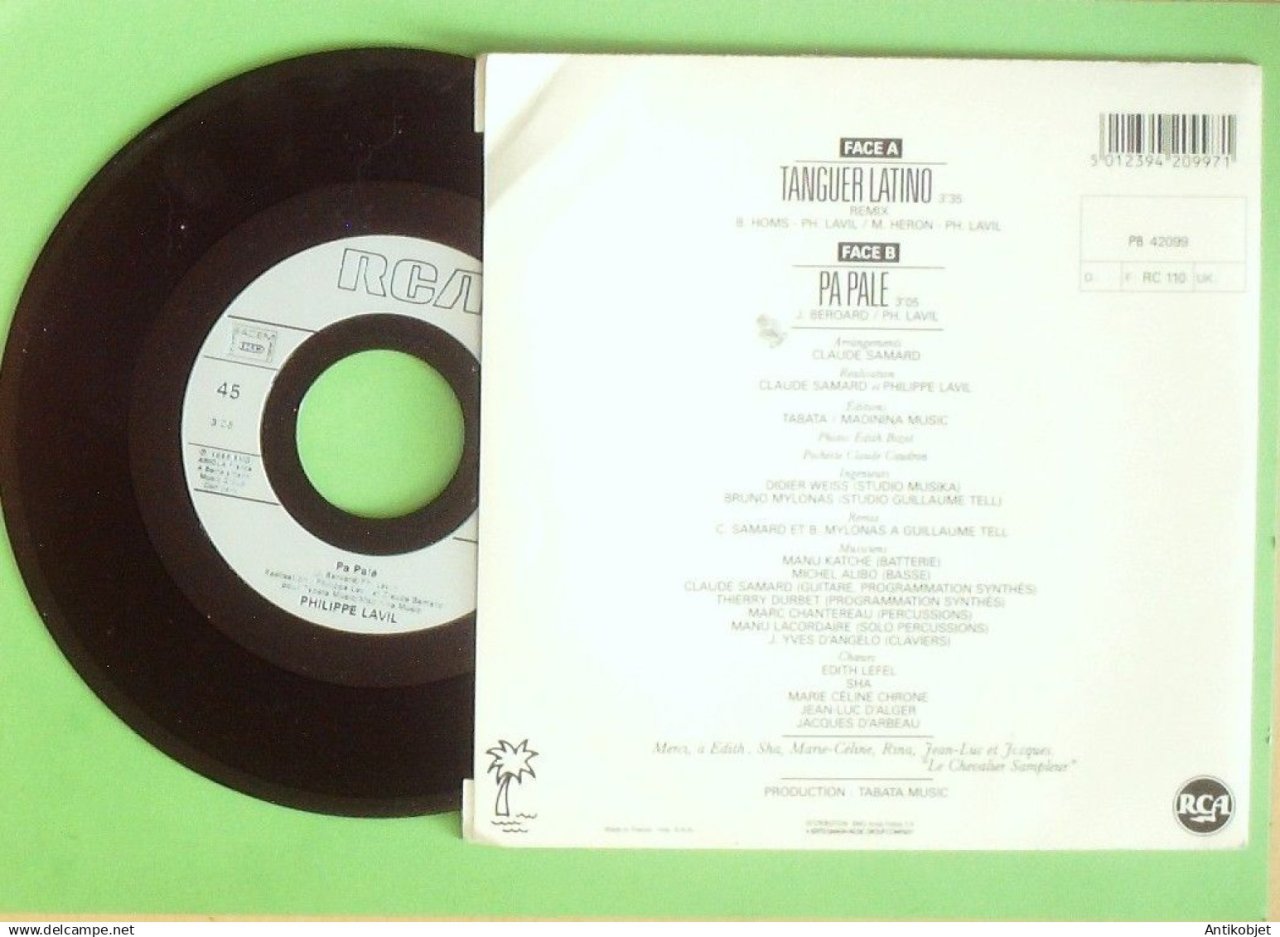 RCA
SACEM
45
Pa Palé
PHILIPPE LAVIL
FACE A
TANGUER LATINO 3'35
REMIX
B. HOMS - PH. LAVIL / M. HERON - PH. LAVIL
FACE B
PA PALE 3'05
J. BEROARD / PH. LAVIL
Arrangements
CLAUDE SAMARD
Réalisation
CLAUDE SAMARD et PHILIPPE LAVIL
Editions
TABATA / MADININA MUSIC
Photo: Edith
Pochette Claude Caudron
Ingénieurs
DIDIER WEISS (STUDIO MUSIKA)
BRUNO MYLONAS (STUDIO GUILLAUME TELL)
Remix
C. SAMARD ET B. MYLONAS A GUILLAUME TELL
Musiciens
MANU KATCHE (BATTERIE)
MICHEL ALIBO (BASSE)
CLAUDE SAMARD (GUITARE, PROGRAMMATION SYNTHÉS)
THIERRY DURBET (PROGRAMMATION SYNTHÉS)
MARC CHANTEREAU (PERCUSSIONS)
MANU LACORDAIRE (SOLO PERCUSSIONS)
J. YVES D'ANGELO (CLAVIERS)
Chœurs
EDITH LEFEL
SHA
MARIE CÉLINE CHRONE
JEAN-LUC D'ALGER
JACQUES D'ARBEAU
Merci, à Edith, Sha, Marie-Céline, Rina, Jean-Luc et Jacques.
"Le Chevalier Sampleur"
PRODUCTION : TABATA MUSIC
5 012394 209971
PB 42099
D: F: RC 110 UK:
RCA
www.delcampe.net
Antikobjet